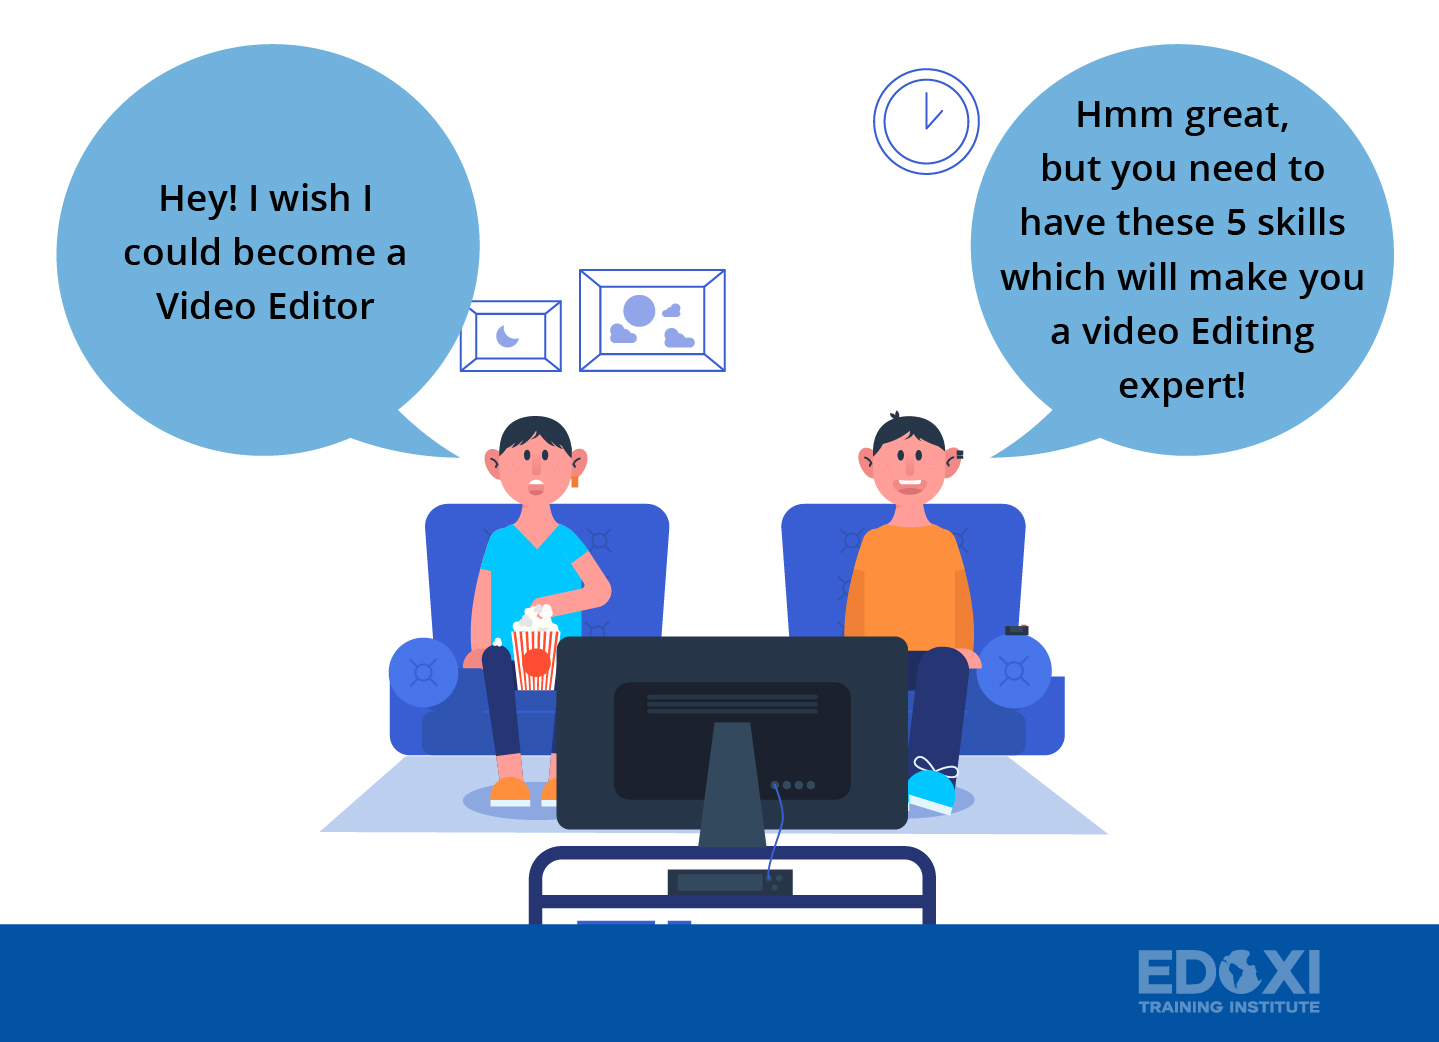 Hey! I wish I
could become a
Video Editor
Hmm great,
but you need to
have these 5 skills
which will make you
a video Editing
expert!
EDOXI
TRAINING INSTITUTE